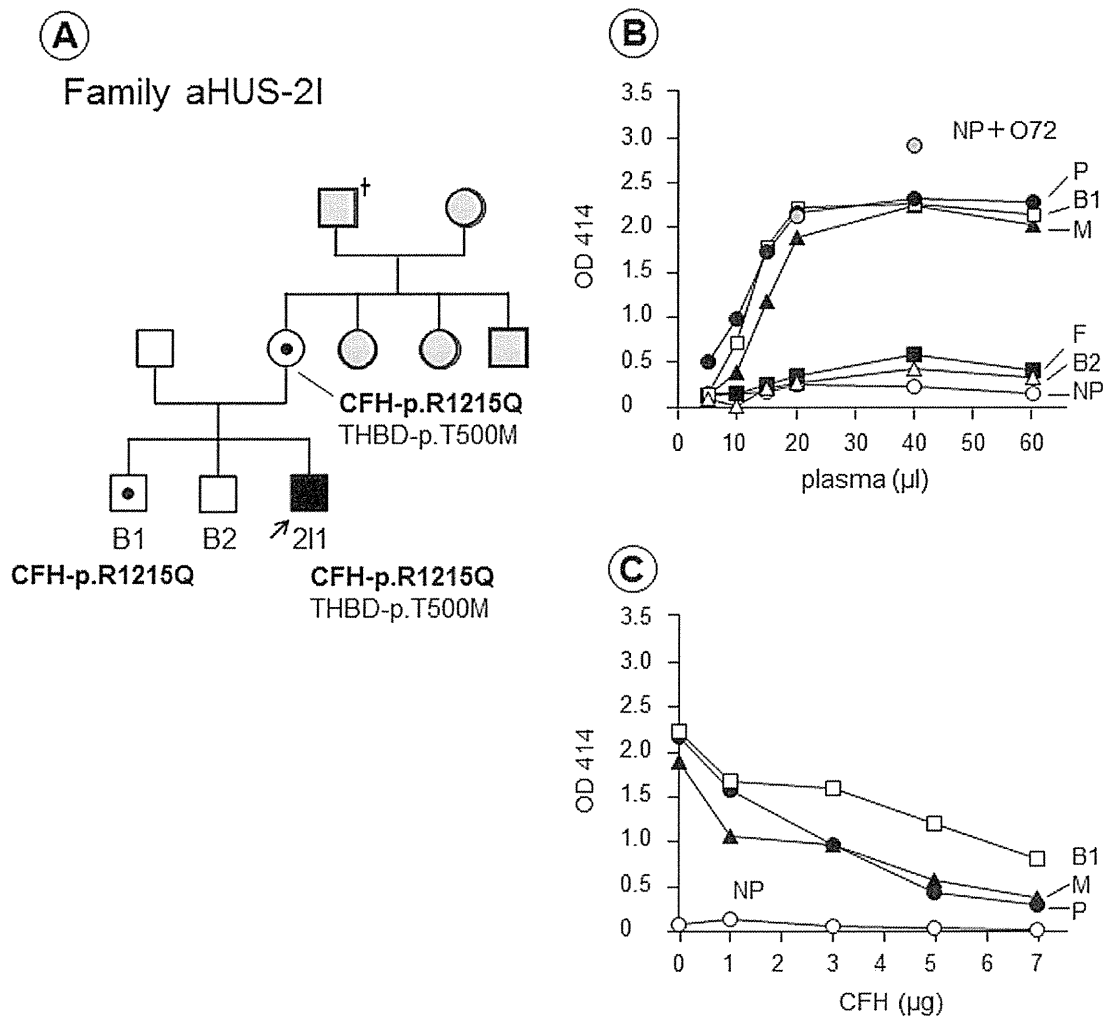 A
Family aHUS-2I
†
CFH-p.R1215Q
THBD-p.T500M
B1
B2
2I1
CFH-p.R1215Q
CFH-p.R1215Q
THBD-p.T500M
B
3.5
3.0
2.5
2.0
1.5
1.0
0.5
0
OD 414
NP+O72
P
B1
M
F
B2
NP
0 10 20 30 40 50 60
plasma (µl)
C
3.5
3.0
2.5
2.0
1.5
1.0
0.5
0
OD 414
NP
B1
M
P
0 1 2 3 4 5 6 7
CFH (µg)